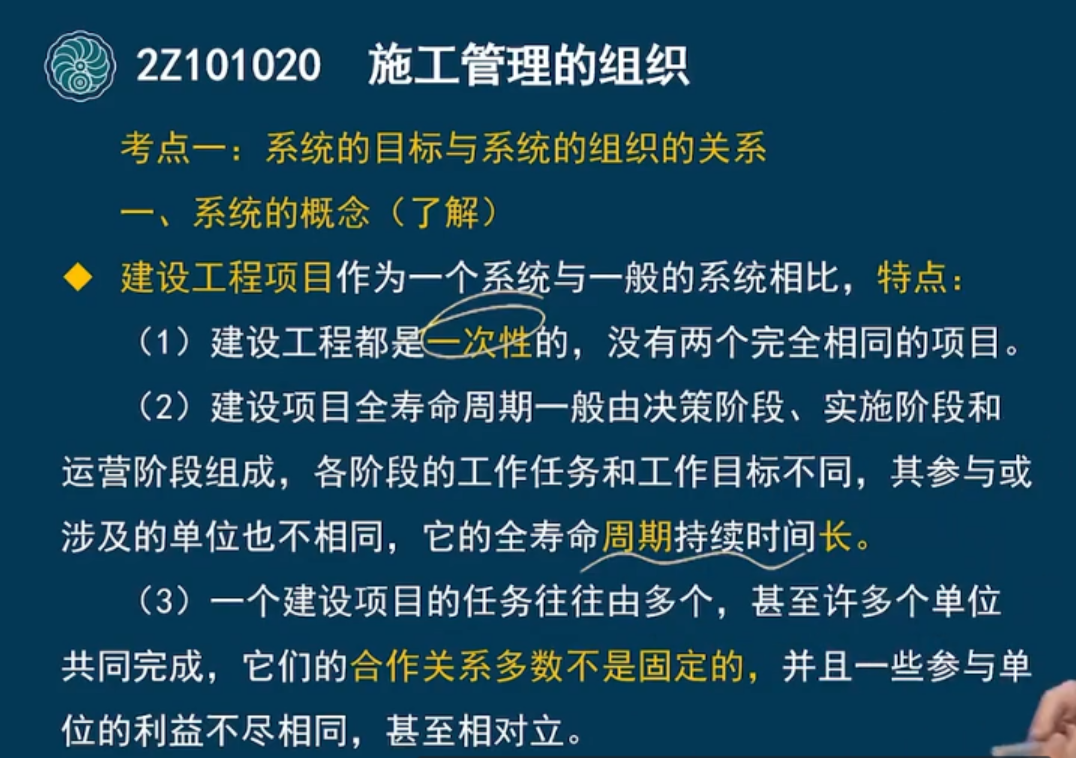 2Z101020 施工管理的组织
考点一：系统的目标与系统的组织的关系
一、系统的概念（了解）
◆ 建设工程项目作为一个系统与一般的系统相比，特点：
（1）建设工程都是一次性的，没有两个完全相同的项目。
（2）建设项目全寿命周期一般由决策阶段、实施阶段和
运营阶段组成，各阶段的工作任务和工作目标不同，其参与或
涉及的单位也不相同，它的全寿命周期持续时间长。
（3）一个建设项目的任务往往由多个，甚至许多个单位
共同完成，它们的合作关系多数不是固定的，并且一些参与单
位的利益不尽相同，甚至相对立。